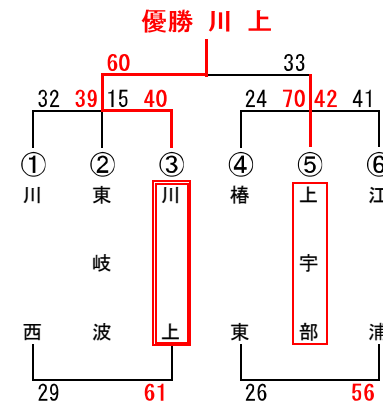 優勝 川 上
60 33
32 39 15 40 24 70 42 41
① ② ③ ④ ⑤ ⑥
川西
東岐波
川上
椿東
上宇部
江浦
29 61 26 56